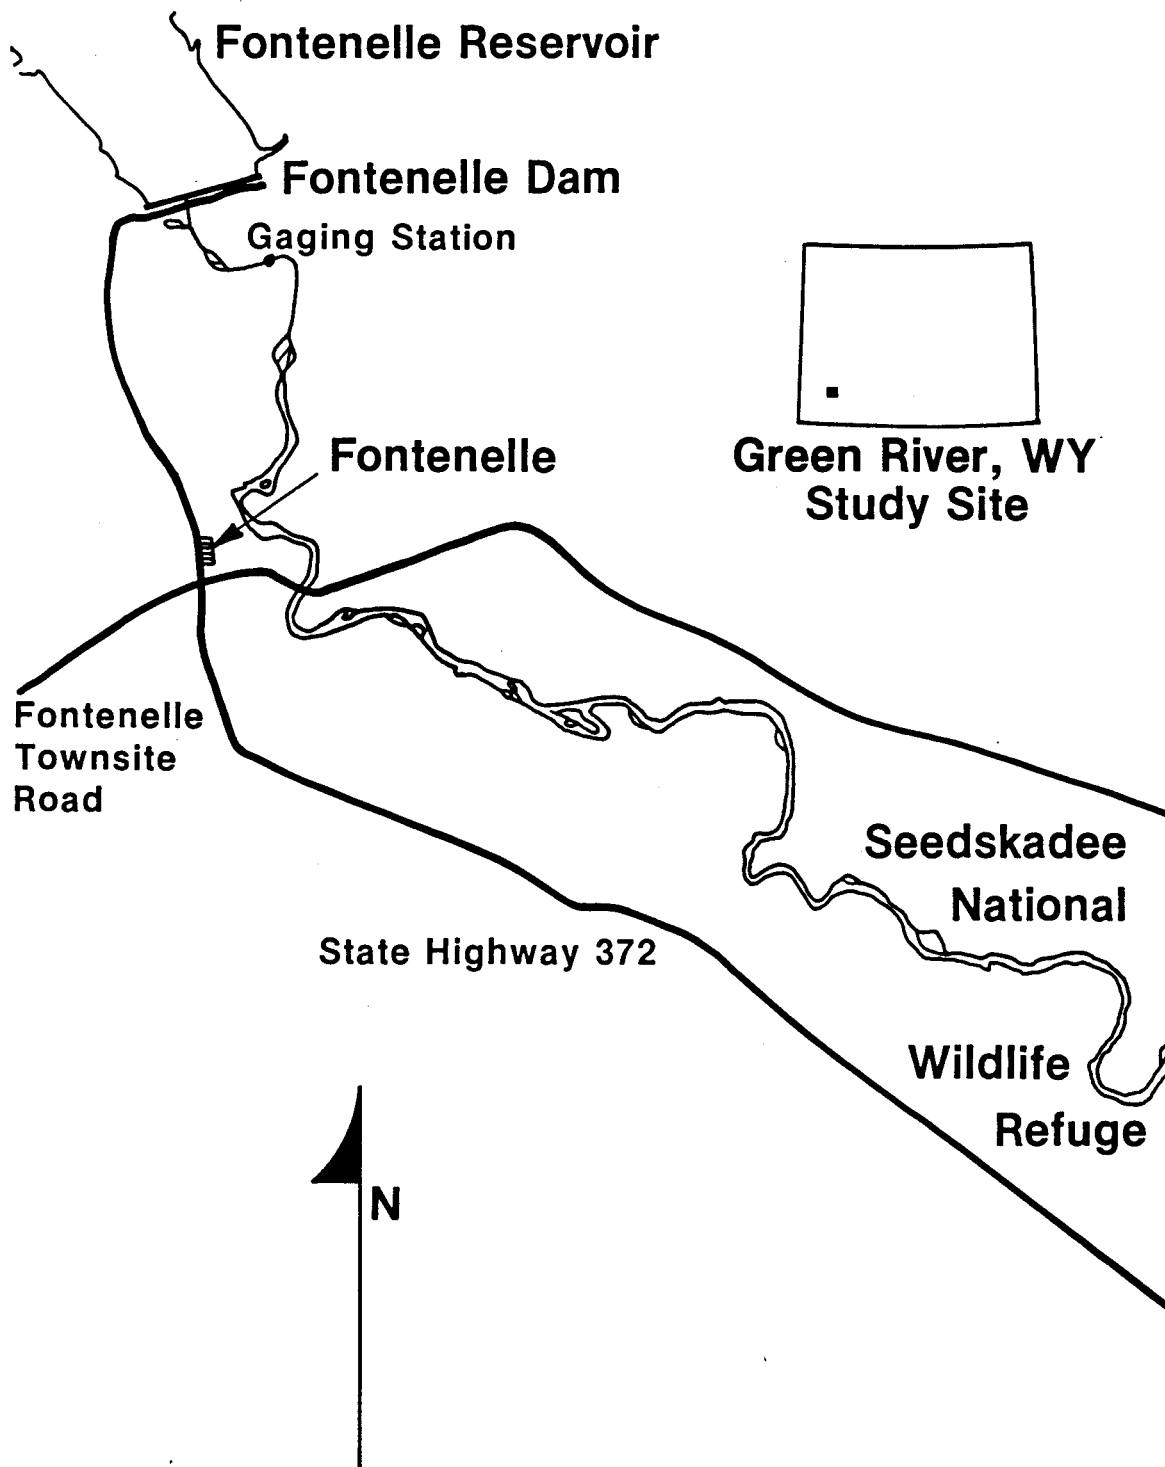 Fontenelle Reservoir
Fontenelle Dam
Gaging Station
Fontenelle
Green River, WY
Study Site
Fontenelle
Townsite
Road
Seedskadee
National
State Highway 372
Wildlife
Refuge
N